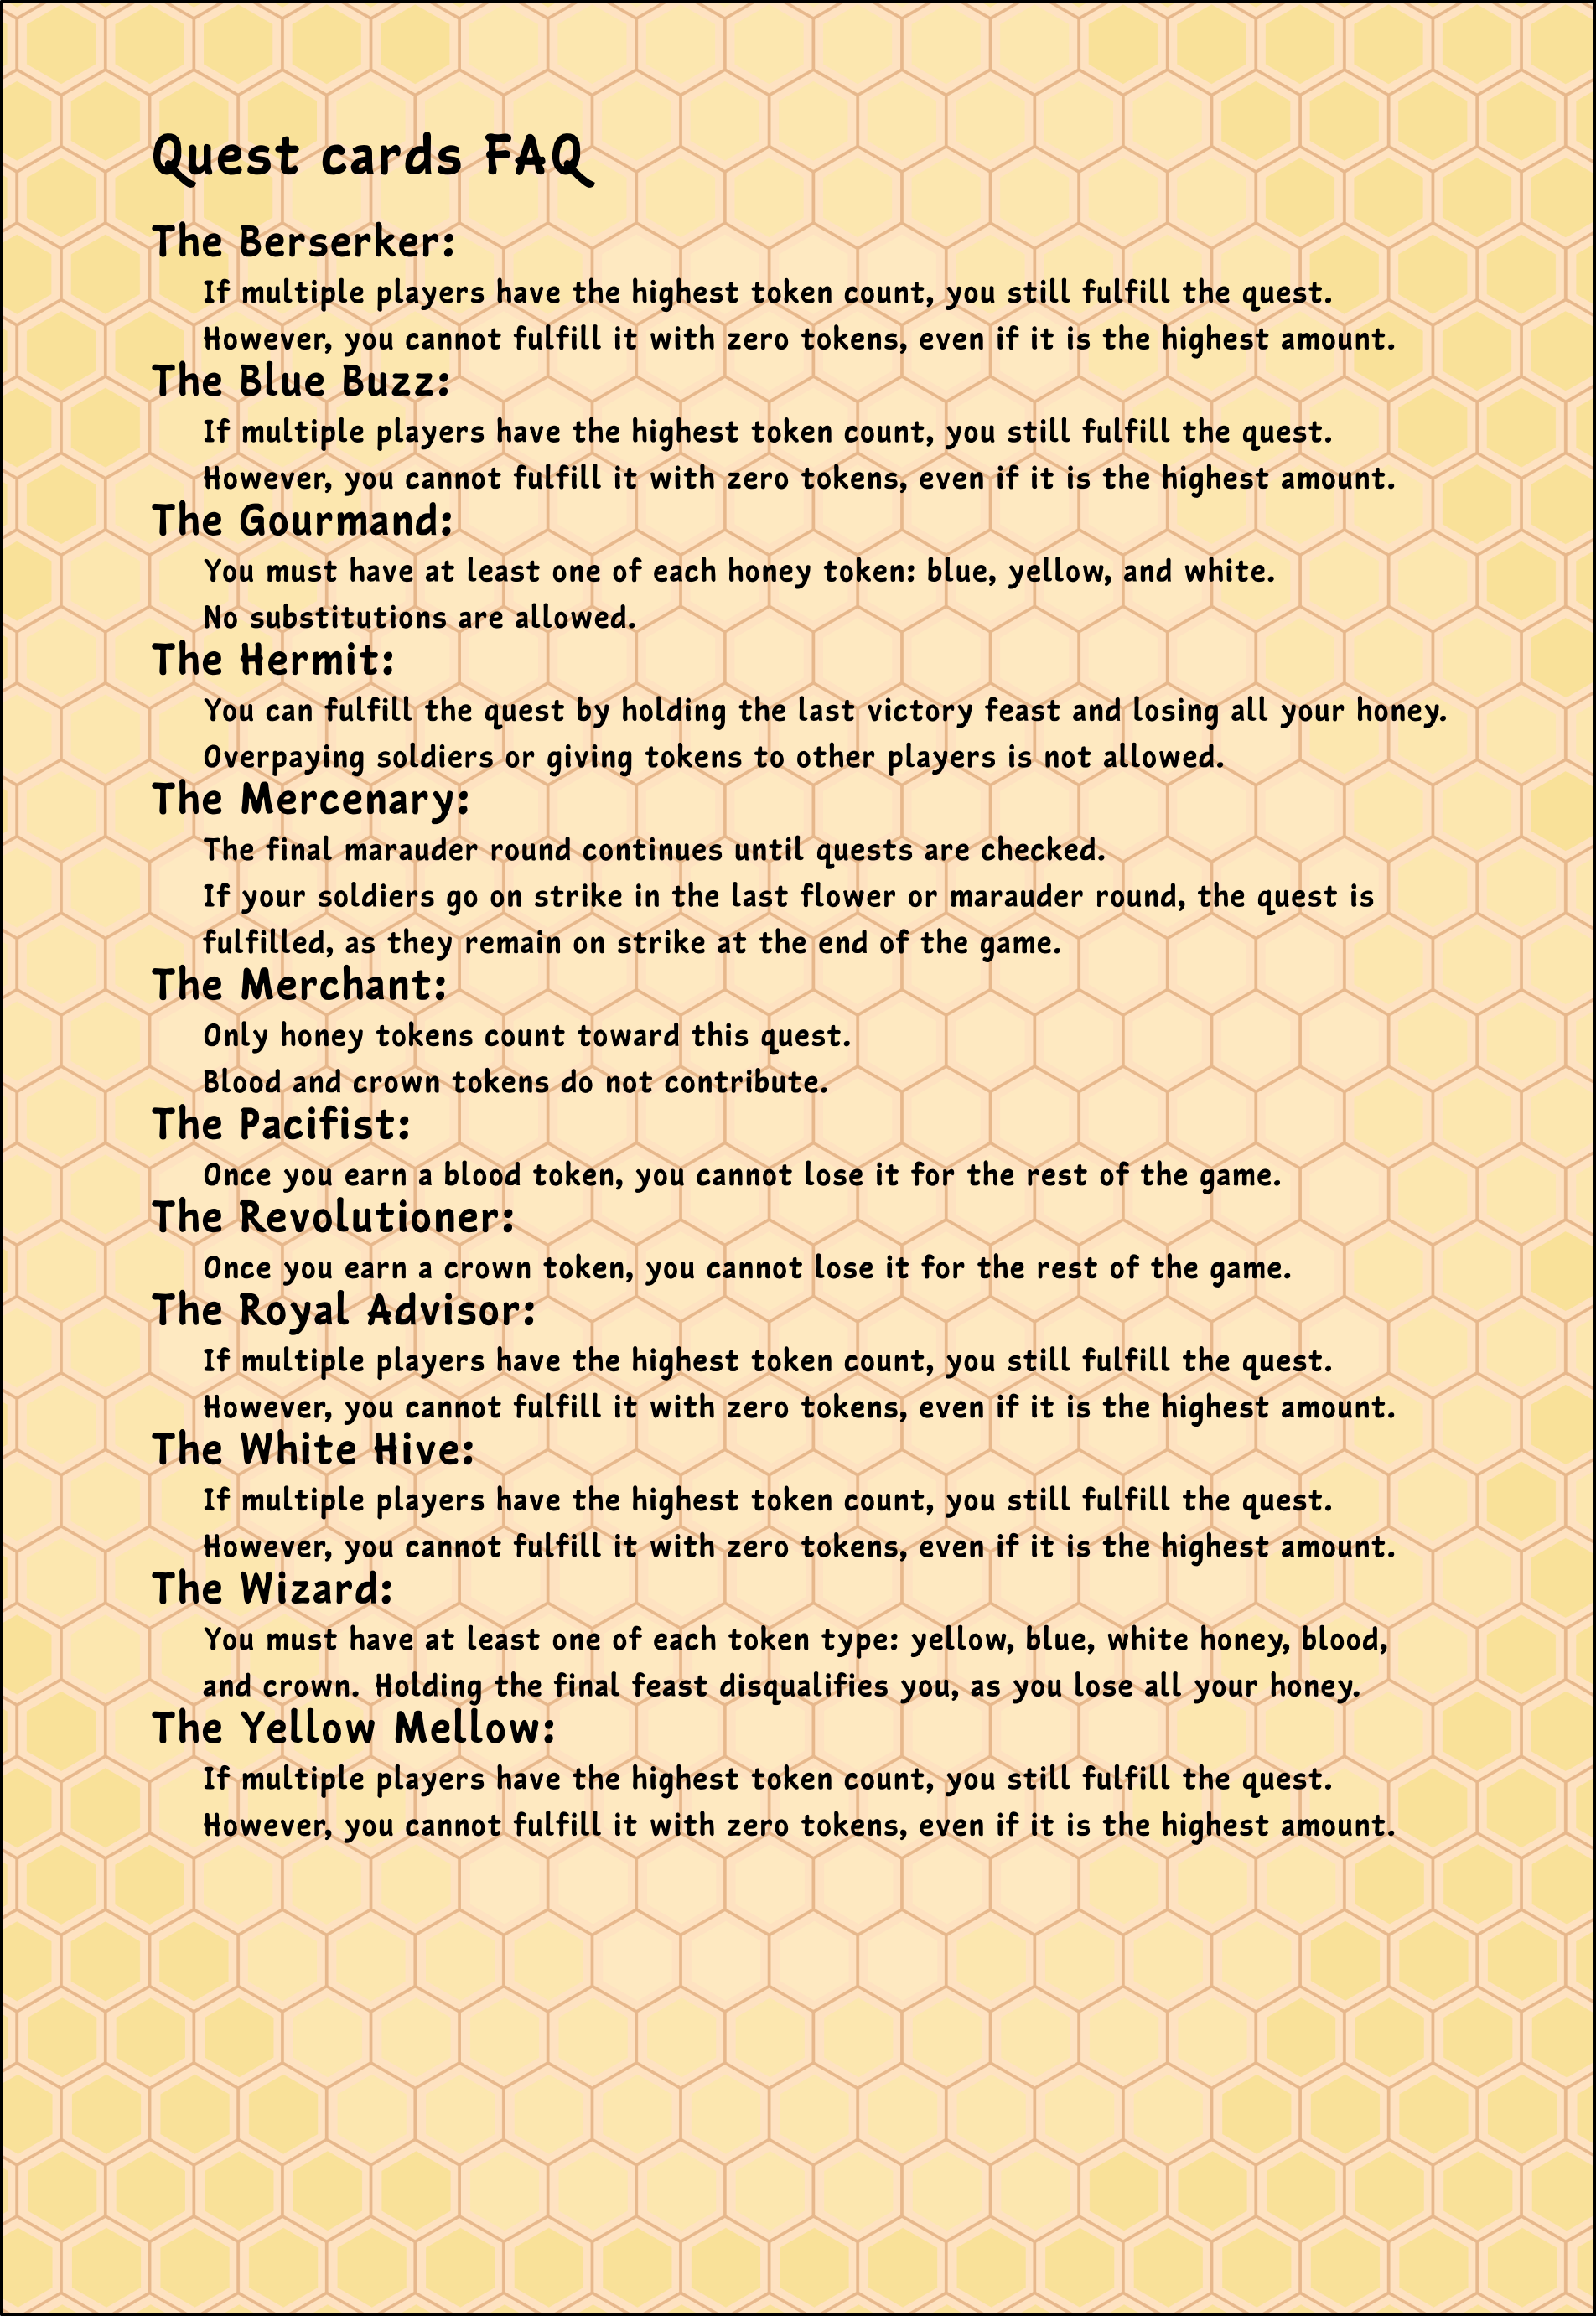 Quest cards FAQ
The Berserker:
If multiple players have the highest token count, you still fulfill the quest.
However, you cannot fulfill it with zero tokens, even if it is the highest amount.
The Blue Buzz:
If multiple players have the highest token count, you still fulfill the quest.
However, you cannot fulfill it with zero tokens, even if it is the highest amount.
The Gourmand:
You must have at least one of each honey token: blue, yellow, and white.
No substitutions are allowed.
The Hermit:
You can fulfill the quest by holding the last victory feast and losing all your honey.
Overpaying soldiers or giving tokens to other players is not allowed.
The Mercenary:
The final marauder round continues until quests are checked.
If your soldiers go on strike in the last flower or marauder round, the quest is
fulfilled, as they remain on strike at the end of the game.
The Merchant:
Only honey tokens count toward this quest.
Blood and crown tokens do not contribute.
The Pacifist:
Once you earn a blood token, you cannot lose it for the rest of the game.
The Revolutioner:
Once you earn a crown token, you cannot lose it for the rest of the game.
The Royal Advisor:
If multiple players have the highest token count, you still fulfill the quest.
However, you cannot fulfill it with zero tokens, even if it is the highest amount.
The White Hive:
If multiple players have the highest token count, you still fulfill the quest.
However, you cannot fulfill it with zero tokens, even if it is the highest amount.
The Wizard:
You must have at least one of each token type: yellow, blue, white honey, blood,
and crown. Holding the final feast disqualifies you, as you lose all your honey.
The Yellow Mellow:
If multiple players have the highest token count, you still fulfill the quest.
However, you cannot fulfill it with zero tokens, even if it is the highest amount.